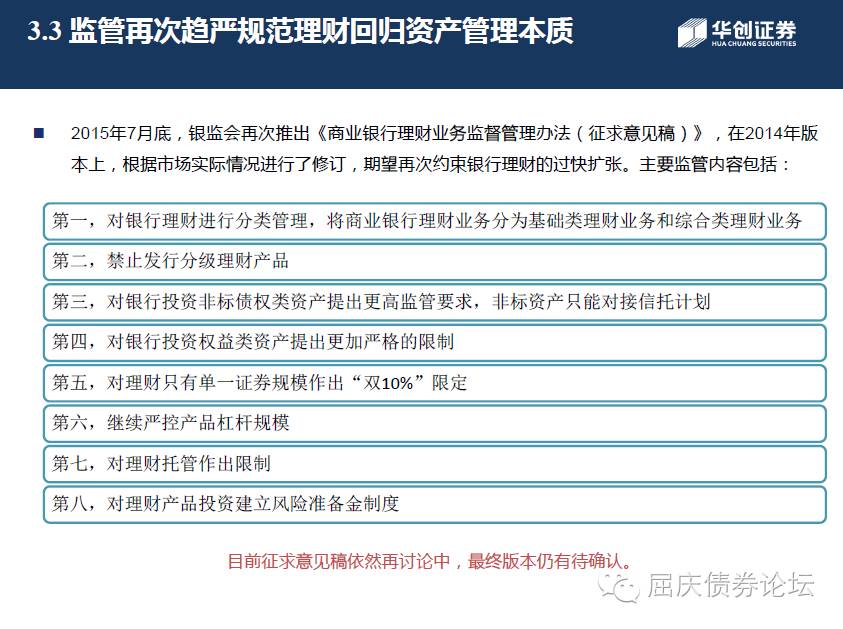 3.3 监管再次趋严规范理财回归资产管理本质
华创证券
HUA CHUANG SECURITIES
2015年7月底，银监会再次推出《商业银行理财业务监督管理办法（征求意见稿）》，在2014年版
本上，根据市场实际情况进行了修订，期望再次约束银行理财的过快扩张。主要监管内容包括：
第一，对银行理财进行分类管理，将商业银行理财业务分为基础类理财业务和综合类理财业务
第二，禁止发行分级理财产品
第三，对银行投资非标债权类资产提出更高监管要求，非标资产只能对接信托计划
第四，对银行投资权益类资产提出更加严格的限制
第五，对理财只有单一证券规模作出“双10%”限定
第六，继续严控产品杠杆规模
第七，对理财托管作出限制
第八，对理财产品投资建立风险准备金制度
目前征求意见稿依然再讨论中，最终版本仍有待确认。
屈庆债券论坛